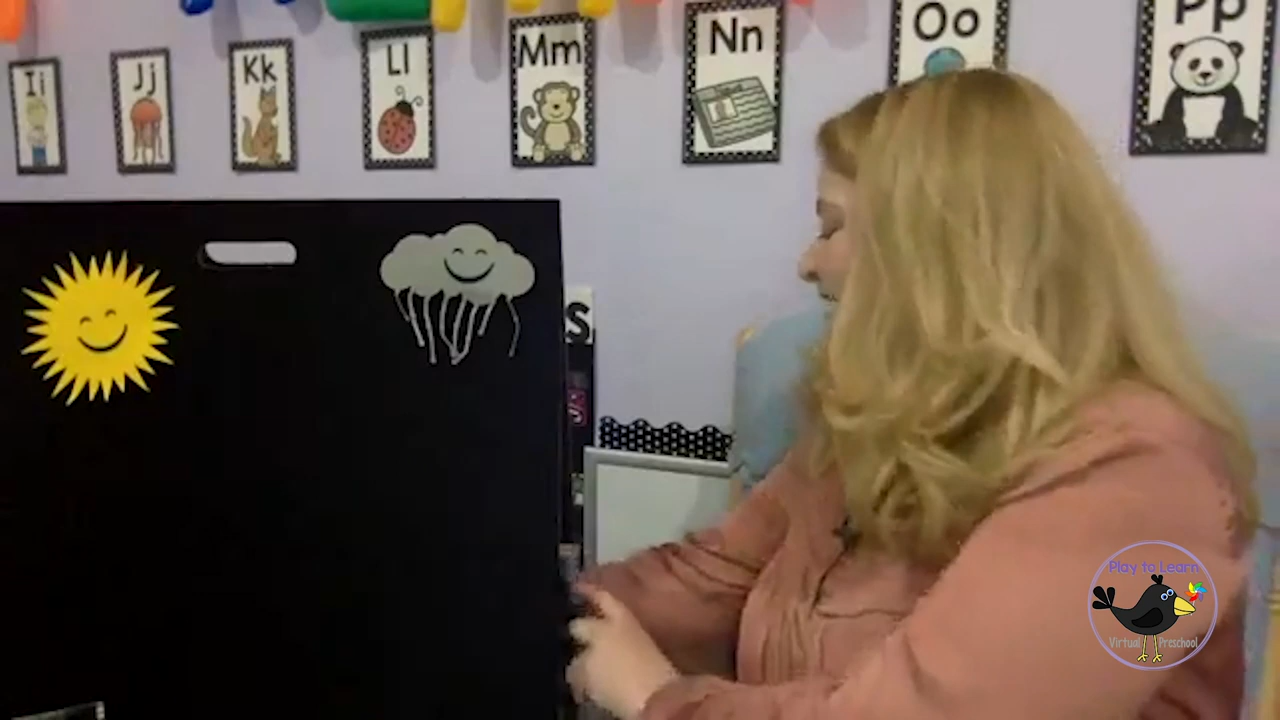 Ii
Jj
Kk
Ll
Mm
Nn
Oo
Pp
S
Play to Learn
Virtual Preschool